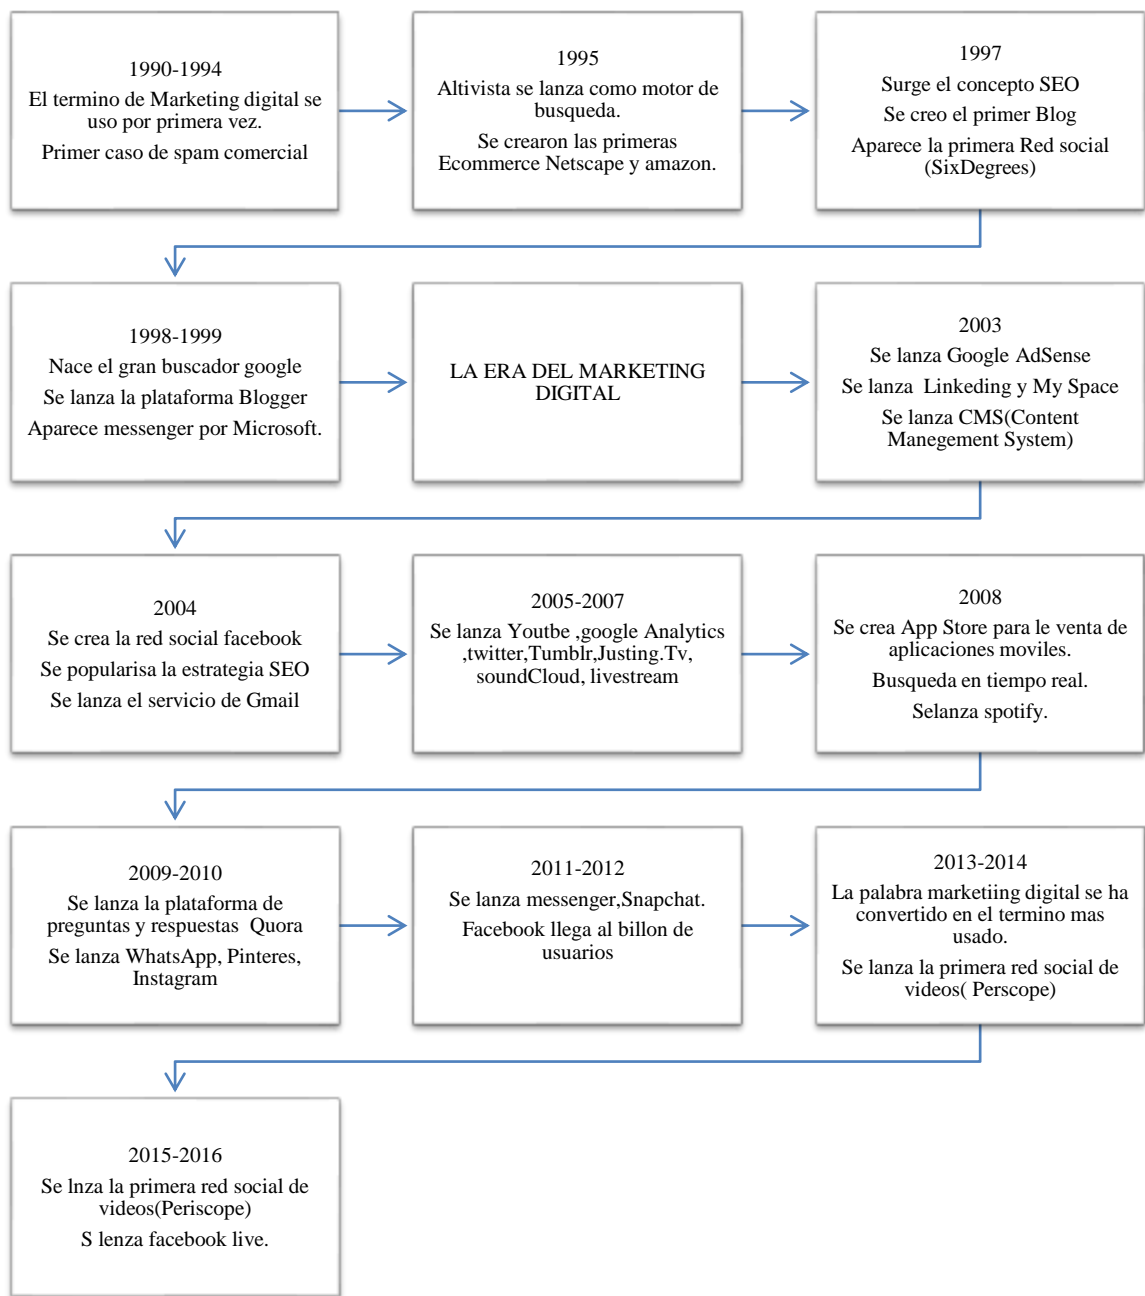 1990-1994
El termino de Marketing digital se
uso por primera vez.
Primer caso de spam comercial
1995
Altivista se lanza como motor de
busqueda.
Se crearon las primeras
Ecommerce Netscape y amazon.
1997
Surge el concepto SEO
Se creo el primer Blog
Aparece la primera Red social
(SixDegrees)
1998-1999
Nace el gran buscador google
Se lanza la plataforma Blogger
Aparece messenger por Microsoft.
LA ERA DEL MARKETING
DIGITAL
2003
Se lanza Google AdSense
Se lanza  Linkeding y My Space
Se lanza CMS(Content
Manegement System)
2004
Se crea la red social facebook
Se popularisa la estrategia SEO
Se lanza el servicio de Gmail
2005-2007
Se lanza Youtbe ,google Analytics
,twitter,Tumblr,Justing.Tv,
soundCloud, livestream
2008
Se crea App Store para le venta de
aplicaciones moviles.
Busqueda en tiempo real.
Selanza spotify.
2009-2010
Se lanza la plataforma de
preguntas y respuestas  Quora
Se lanza WhatsApp, Pinteres,
Instagram
2011-2012
Se lanza messenger,Snapchat.
Facebook llega al billon de
usuarios
2013-2014
La palabra marketiing digital se ha
convertido en el termino mas
usado.
Se lanza la primera red social de
videos( Perscope)
2015-2016
Se lnza la primera red social de
videos(Periscope)
S lenza facebook live.